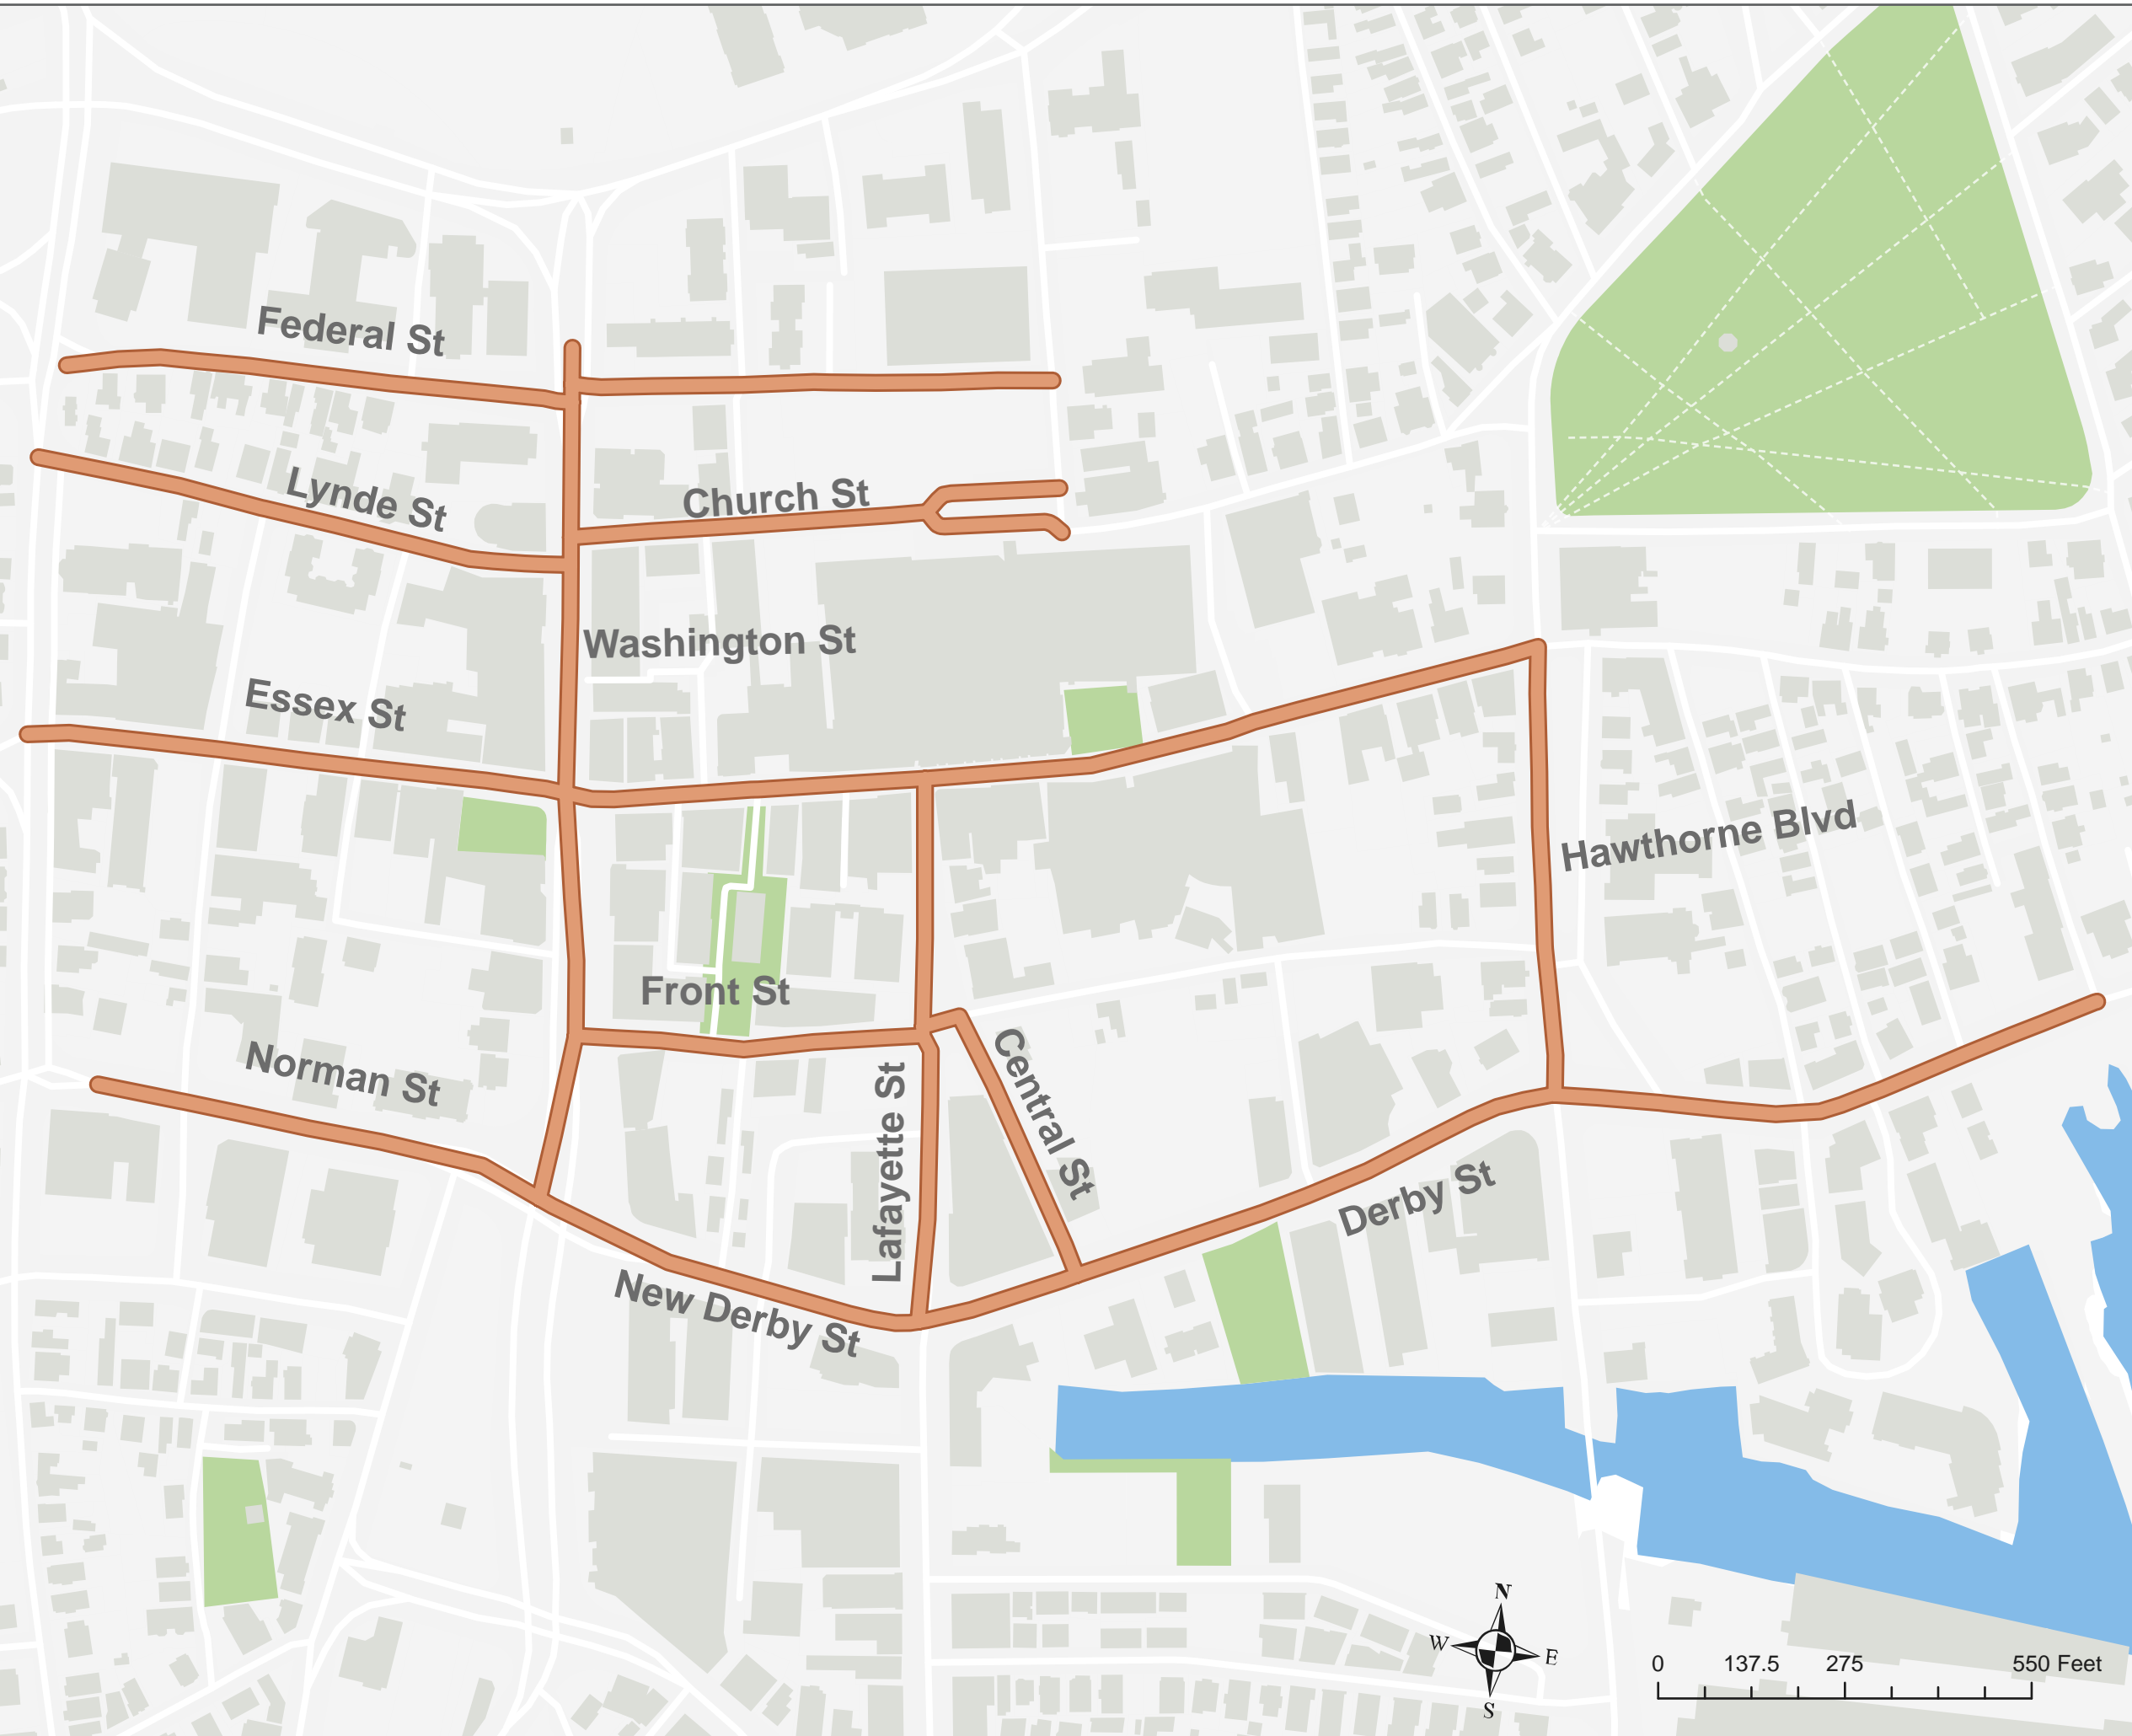 Federal St
Lynde St
Church St
Washington St
Essex St
Hawthorne Blvd
Front St
Norman St
Central St
Lafayette St
Derby St
New Derby St
N
W
E
S
0 137.5 275 550 Feet